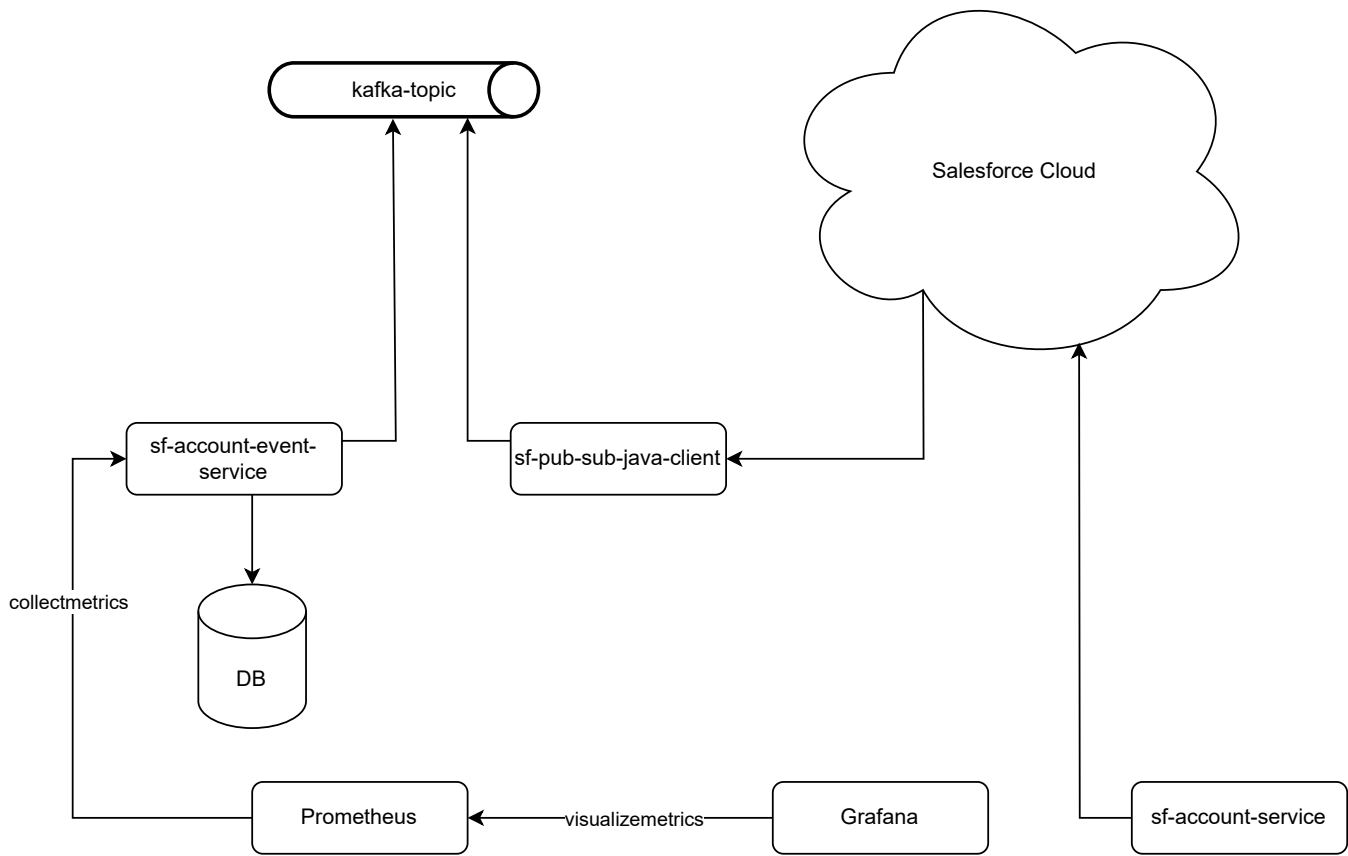 kafka-topic
Salesforce Cloud
sf-account-event-
service
sf-pub-sub-java-client
collectmetrics
DB
Prometheus
visualizemetrics
Grafana
sf-account-service